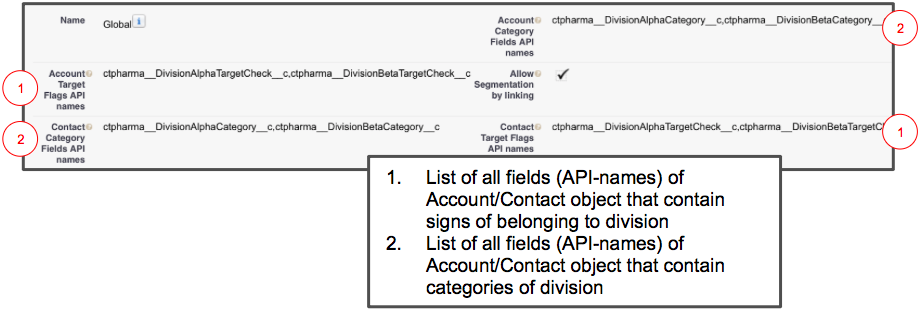 Name
Global
Account
Category
Fields API
names
ctpharma__DivisionAlphaCategory__c,ctpharma__DivisionBetaCategory__
2
1
Account
Target
Flags API
names
ctpharma__DivisionAlphaTargetCheck__c,ctpharma__DivisionBetaTargetCheck__c
Allow
Segmentation
by linking
2
Contact
Category
Fields API
names
ctpharma__DivisionAlphaCategory__c,ctpharma__DivisionBetaCategory__c
Contact
Target Flags
API names
ctpharma__DivisionAlphaTargetCheck__c,ctpharma__DivisionBetaTargetC
1
1. List of all fields (API-names) of
Account/Contact object that contain
signs of belonging to division
2. List of all fields (API-names) of
Account/Contact object that contain
categories of division